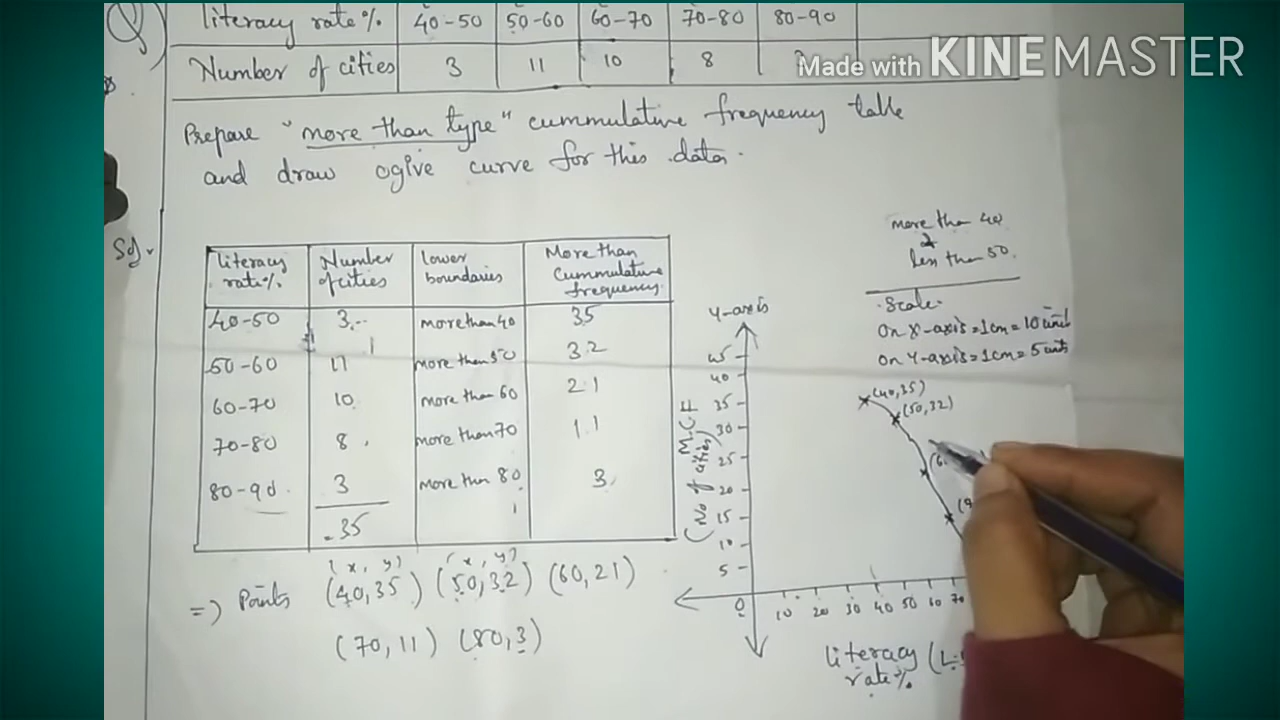 Q)
literacy rate% 40-50 50-60 60-70 70-80 80-90
Number of cities 3 11 10 8
Made with KINEMASTER
Prepare "more than type" cummulative frequency table
and draw ogive curve for this data.
Sol.
literacy rate% Number of cities lower boundaries More than Cummulative frequency
40-50 3 more than 40 35
50-60 11 more than 50 32
60-70 10 more than 60 21
70-80 8 more than 70 11
80-90 3 more than 80 3
35
(x, y) (x, y)
=) Points (40,35) (50,32) (60,21)
(70,11) (80,3)
more than 40
&
less than 50.
Scale
on X-axis=1cm=10 unit
on Y-axis=1cm=5 units
Y-axis
45
40
35
30
25
20
15
10
5
0 10 20 30 40 50 60 70
M.C.F
(No of cities)
(40,35)
(50,32)
literacy
rate%